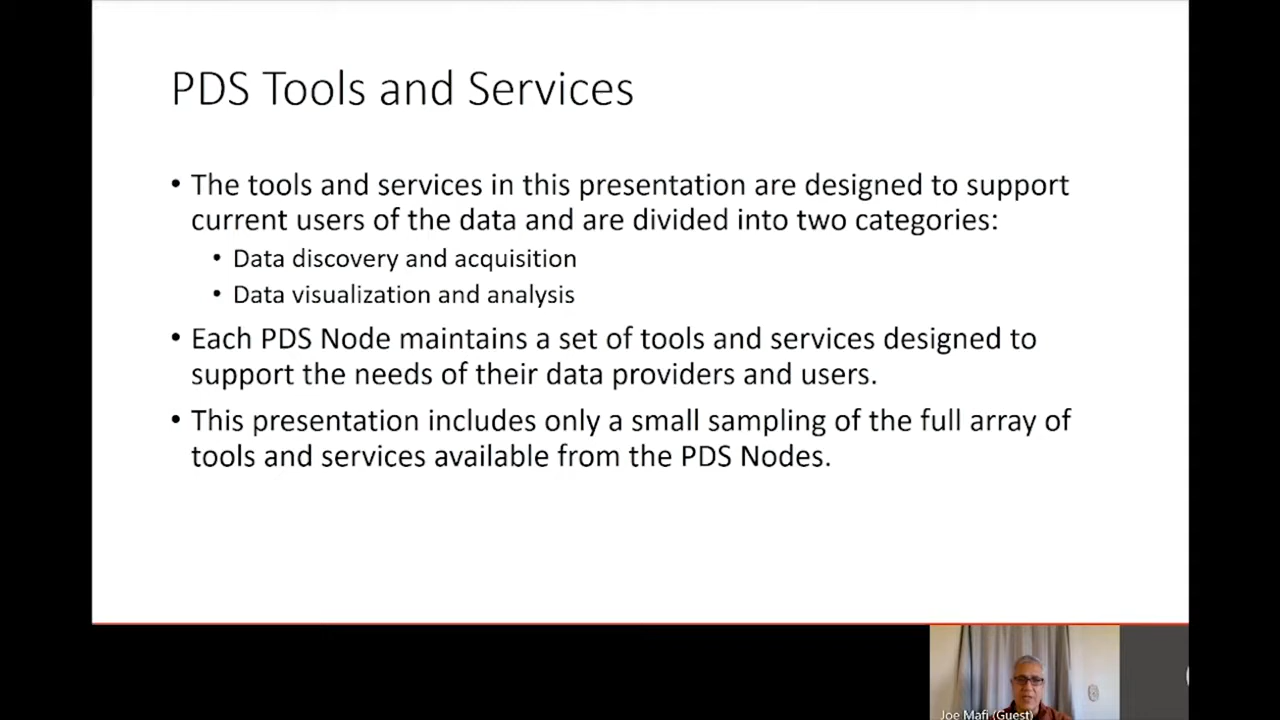 PDS Tools and Services
• The tools and services in this presentation are designed to support
current users of the data and are divided into two categories:
• Data discovery and acquisition
• Data visualization and analysis
• Each PDS Node maintains a set of tools and services designed to
support the needs of their data providers and users.
• This presentation includes only a small sampling of the full array of
tools and services available from the PDS Nodes.
Joe Mafi (Guest)